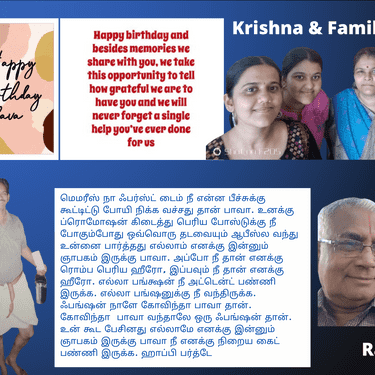 Happy
Birthday
Bava
Happy birthday and
besides memories we
share with you, we take
this opportunity to tell
how grateful we are to
have you and we will
never forget a single
help you've ever done
for us
Krishna & Famil
மெமரீஸ் நா ஃபர்ஸ்ட் டைம் நீ என்ன பீச்சுக்கு
கூட்டிட்டு போயி நிக்க வச்சது தான் பாவா. உனக்கு
ப்ரொமோஷன் கிடைத்து பெரிய போஸ்டுக்கு நீ
போகும்போது ஒவ்வொரு தடவையும் ஆபீஸ்ல வந்து
உன்னை பார்த்தது எல்லாம் எனக்கு இன்னும்
ஞாபகம் இருக்கு பாவா. அப்போ நீ தான் எனக்கு
ரொம்ப பெரிய ஹீரோ, இப்பவும் நீ தான் எனக்கு
ஹீரோ. எல்லா பங்க்ஷன் நீ அட்டென்ட் பண்ணி
இருக்க. எல்லா பங்ஷனுக்கு நீ வந்திருக்க.
ஃபங்ஷன் நாளே கோவிந்தா பாவா தான்.
கோவிந்தா பாவா வந்தாலே ஒரு ஃபங்ஷன் தான்.
உன் கூட பேசினது எல்லாமே எனக்கு இன்னும்
ஞாபகம் இருக்கு பாவா நீ எனக்கு நிறைய கைட்
பண்ணி இருக்க. ஹாப்பி பர்த்டே
Ra